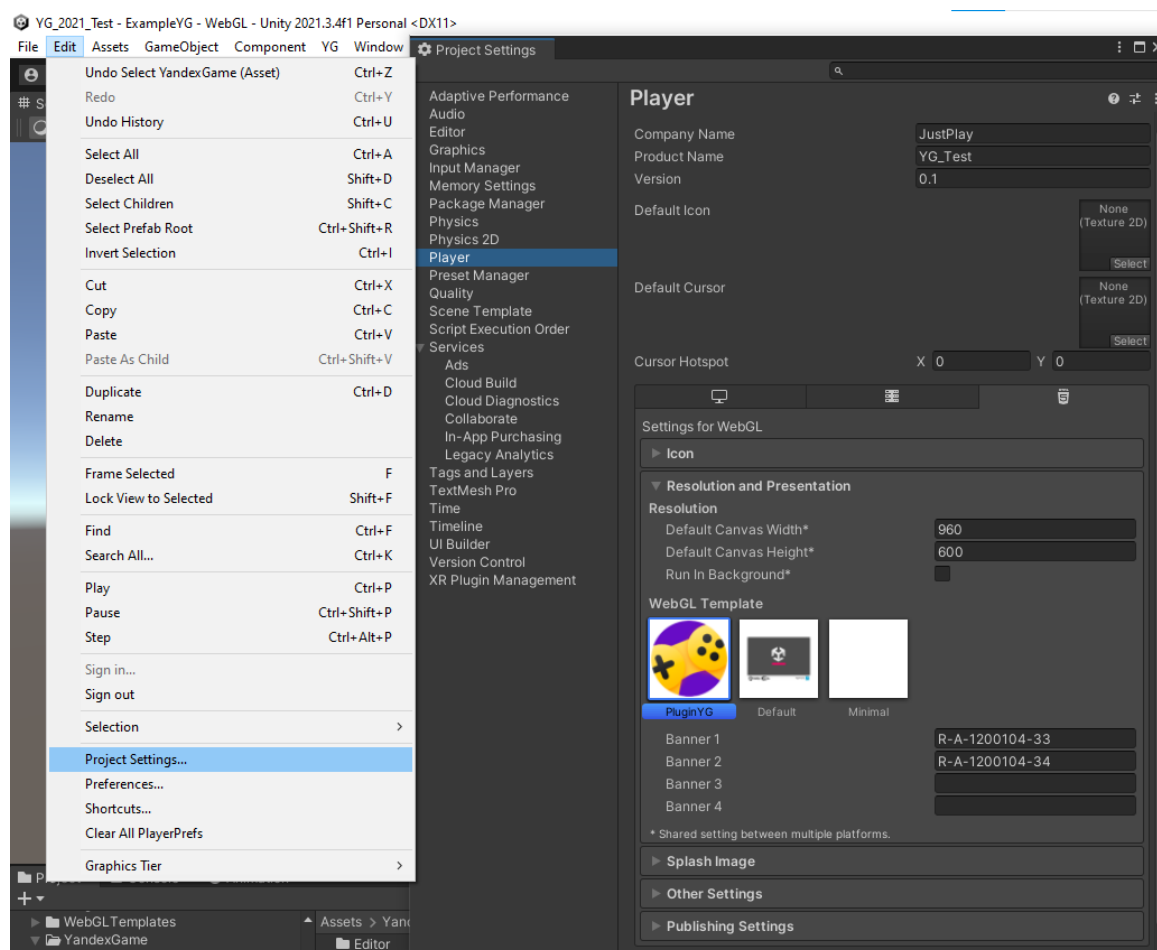 YG_2021_Test - ExampleYG - WebGL - Unity 2021.3.4f1 Personal <DX11>
File Edit Assets GameObject Component YG Window
Undo Select YandexGame (Asset) Ctrl+Z
Redo Ctrl+Y
Undo History Ctrl+U
Select All Ctrl+A
Deselect All Shift+D
Select Children Shift+C
Select Prefab Root Ctrl+Shift+R
Invert Selection Ctrl+I
Cut Ctrl+X
Copy Ctrl+C
Paste Ctrl+V
Paste As Child Ctrl+Shift+V
Duplicate Ctrl+D
Rename
Delete
Frame Selected F
Lock View to Selected Shift+F
Find Ctrl+F
Search All... Ctrl+K
Play Ctrl+P
Pause Ctrl+Shift+P
Step Ctrl+Alt+P
Sign in...
Sign out
Selection
Project Settings...
Preferences...
Shortcuts...
Clear All PlayerPrefs
Graphics Tier
WebGLTemplates
YandexGame
Assets > Yan
Editor
Project Settings
Adaptive Performance
Audio
Editor
Graphics
Input Manager
Memory Settings
Package Manager
Physics
Physics 2D
Player
Preset Manager
Quality
Scene Template
Script Execution Order
Services
Ads
Cloud Build
Cloud Diagnostics
Collaborate
In-App Purchasing
Legacy Analytics
Tags and Layers
TextMesh Pro
Time
Timeline
UI Builder
Version Control
XR Plugin Management
Player
Company Name JustPlay
Product Name YG_Test
Version 0.1
Default Icon
None
(Texture 2D)
Select
Default Cursor
None
(Texture 2D)
Select
Cursor Hotspot X 0 Y 0
Settings for WebGL
Icon
Resolution and Presentation
Resolution
Default Canvas Width* 960
Default Canvas Height* 600
Run In Background*
WebGL Template
PluginYG Default Minimal
Banner 1 R-A-1200104-33
Banner 2 R-A-1200104-34
Banner 3
Banner 4
* Shared setting between multiple platforms.
Splash Image
Other Settings
Publishing Settings